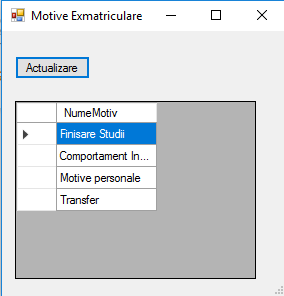 Motive Exmatriculare
Actualizare
NumeMotiv
Finisare Studii
Comportament In...
Motive personale
Transfer